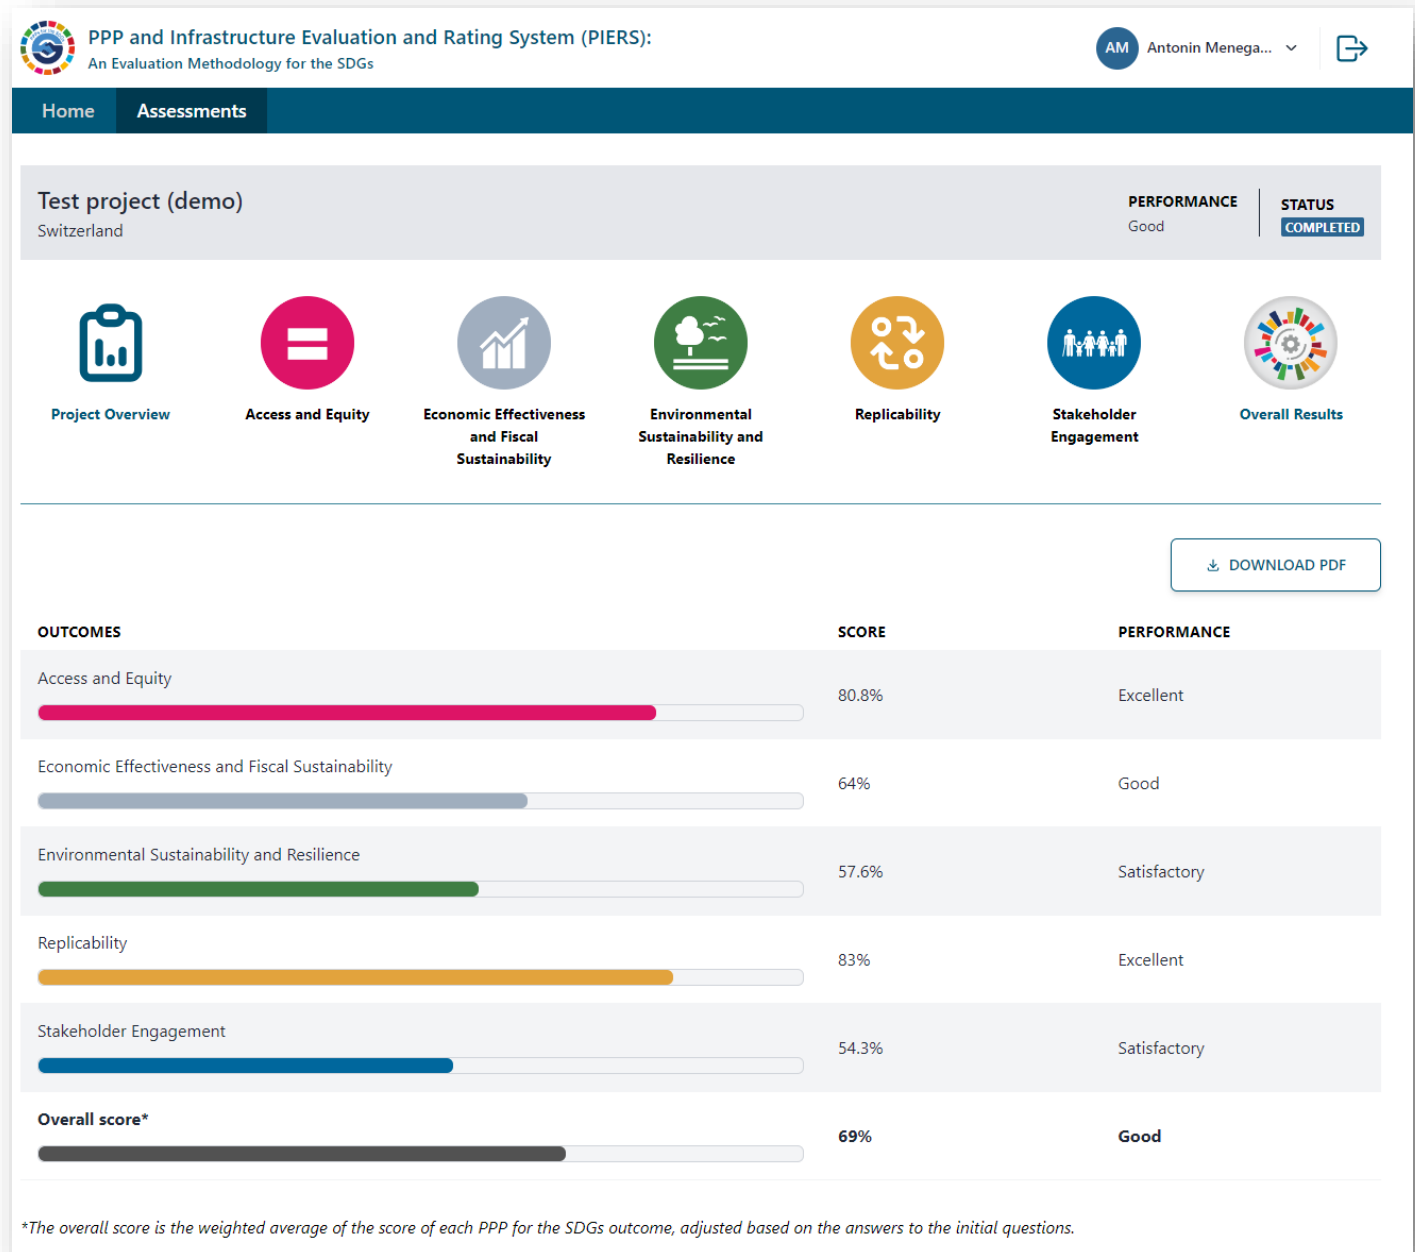 PPP and Infrastructure Evaluation and Rating System (PIERS):
An Evaluation Methodology for the SDGs
AM
Antonin Menega...
Home
Assessments
Test project (demo)
Switzerland
PERFORMANCE
Good
STATUS
COMPLETED
Project Overview
Access and Equity
Economic Effectiveness
and Fiscal
Sustainability
Environmental
Sustainability and
Resilience
Replicability
Stakeholder
Engagement
Overall Results
DOWNLOAD PDF
OUTCOMES
SCORE
PERFORMANCE
Access and Equity
80.8%
Excellent
Economic Effectiveness and Fiscal Sustainability
64%
Good
Environmental Sustainability and Resilience
57.6%
Satisfactory
Replicability
83%
Excellent
Stakeholder Engagement
54.3%
Satisfactory
Overall score*
69%
Good
*The overall score is the weighted average of the score of each PPP for the SDGs outcome, adjusted based on the answers to the initial questions.